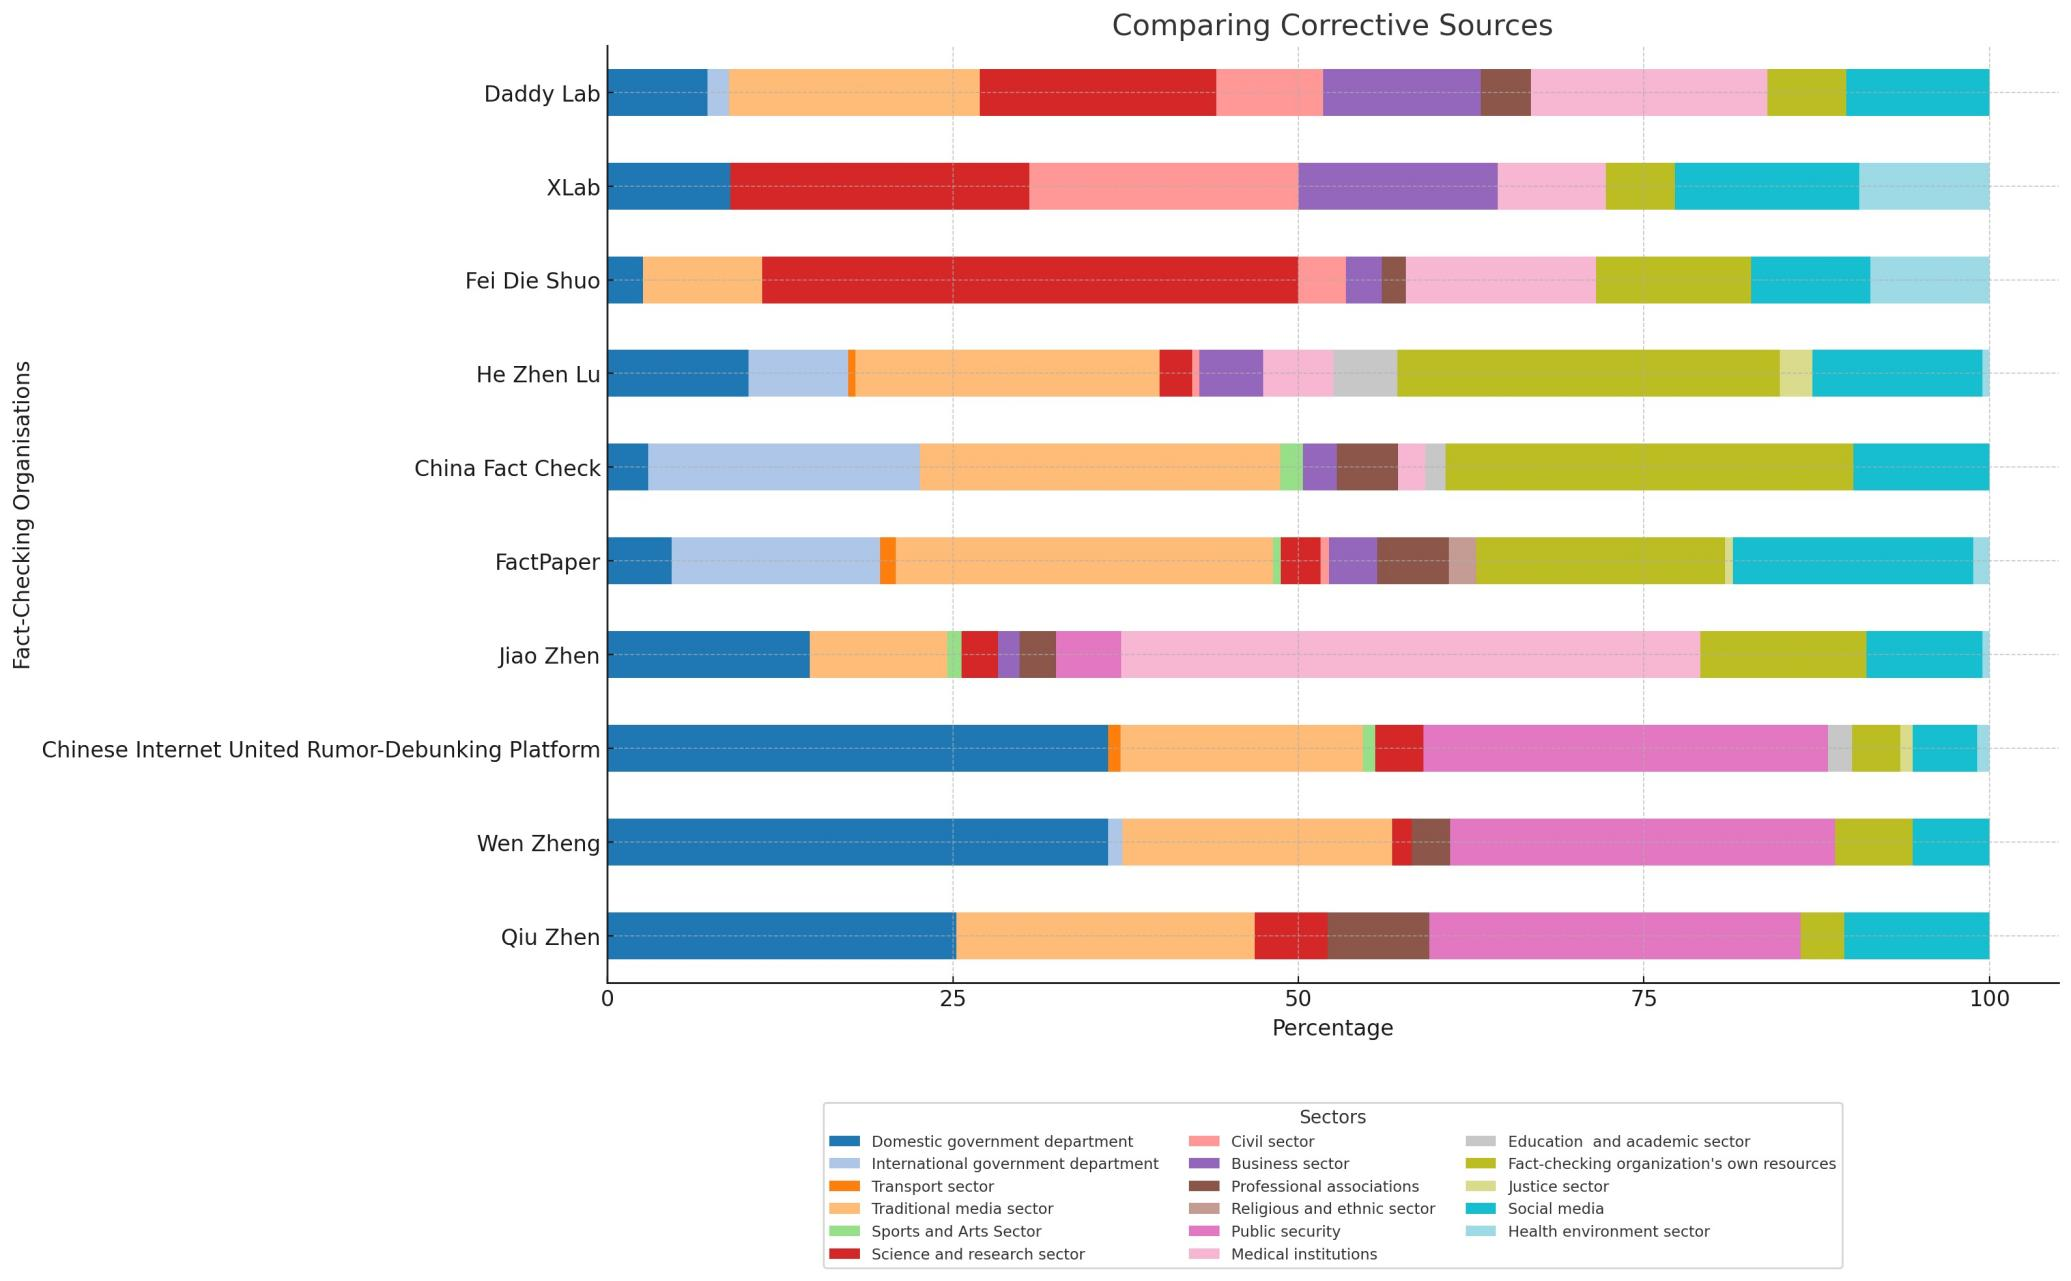 Comparing Corrective Sources
Fact-Checking Organisations
Daddy Lab
XLab
Fei Die Shuo
He Zhen Lu
China Fact Check
FactPaper
Jiao Zhen
Chinese Internet United Rumor-Debunking Platform
Wen Zheng
Qiu Zhen
0 25 50 75 100
Percentage
Sectors
Domestic government department
International government department
Transport sector
Traditional media sector
Sports and Arts Sector
Science and research sector
Civil sector
Business sector
Professional associations
Religious and ethnic sector
Public security
Medical institutions
Education  and academic sector
Fact-checking organization's own resources
Justice sector
Social media
Health environment sector